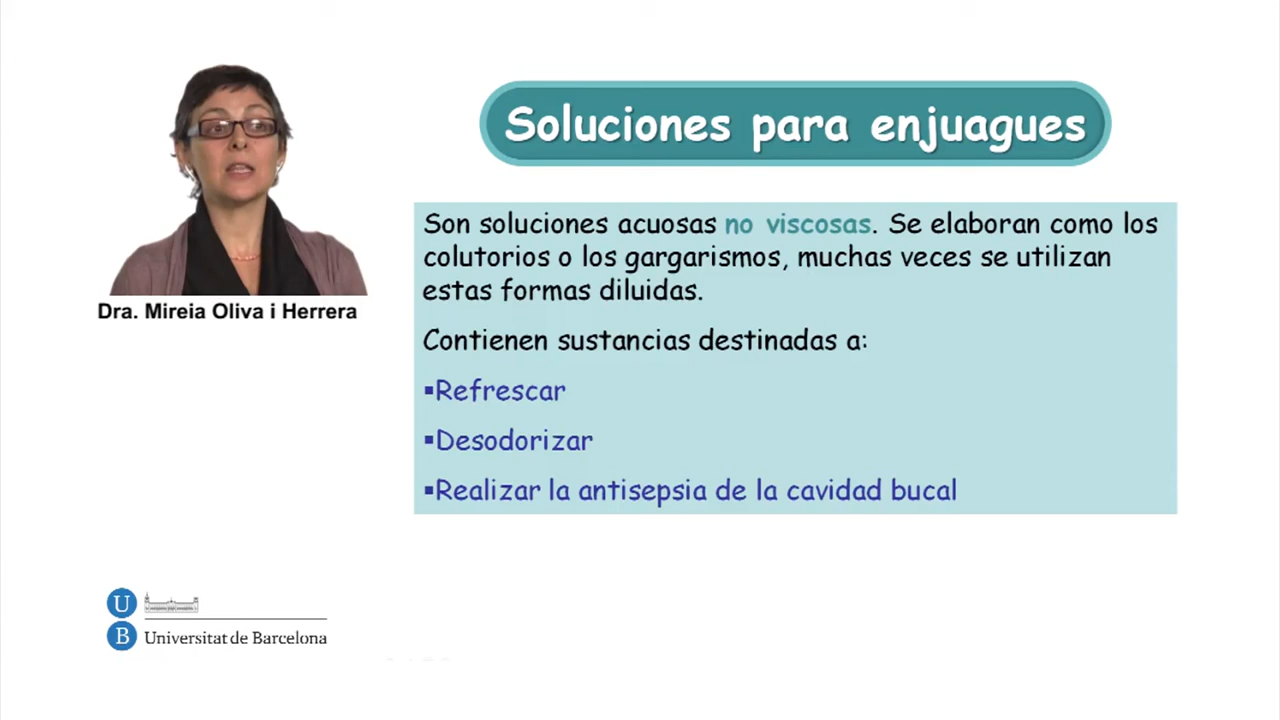 Soluciones para enjuagues
Son soluciones acuosas no viscosas. Se elaboran como los
colutorios o los gargarismos, muchas veces se utilizan
estas formas diluidas.
Contienen sustancias destinadas a:
▪Refrescar
▪Desodorizar
▪Realizar la antisepsia de la cavidad bucal
Dra. Mireia Oliva i Herrera
U
B Universitat de Barcelona